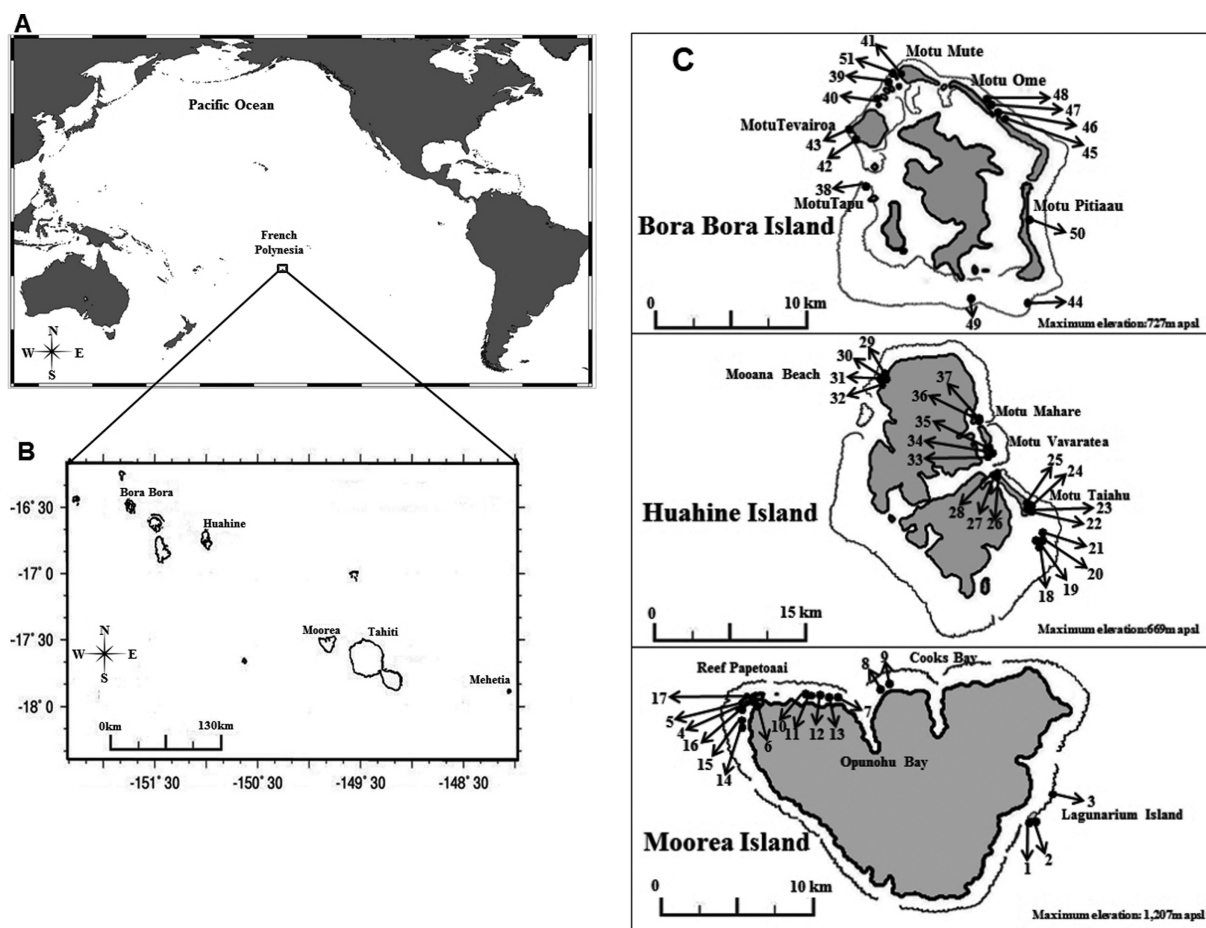 A
Pacific Ocean
French
Polynesia
N
W E
S
B
-16° 30
-17° 0
-17° 30
-18° 0
Bora Bora
Huahine
Moorea
Tahiti
Mehetia
N
W E
S
0km 130km
-151° 30 -150° 30 -149° 30 -148° 30
C
41
Motu Mute
51
39
40
Motu Ome
48
47
46
45
MotuTevairoa
43
42
38
MotuTapu
Motu Pitiaau
50
Bora Bora Island
0 10 km
49
44
Maximum elevation:727mapsl
29
30
31
32
Mooana Beach
37
36
35
34
33
Motu Mahare
Motu Vavaratea
25
24
Motu Taiahu
23
22
28
27
26
21
20
19
18
Huahine Island
0 15 km
Maximum elevation:669mapsl
Reef Papetoaai
8
9
Cooks Bay
17
5
4
16
15
14
6
10
11
12
13
7
Opunohu Bay
3
Lagunarium Island
1
2
Moorea Island
0 10 km
Maximum elevation: 1,207mapsl